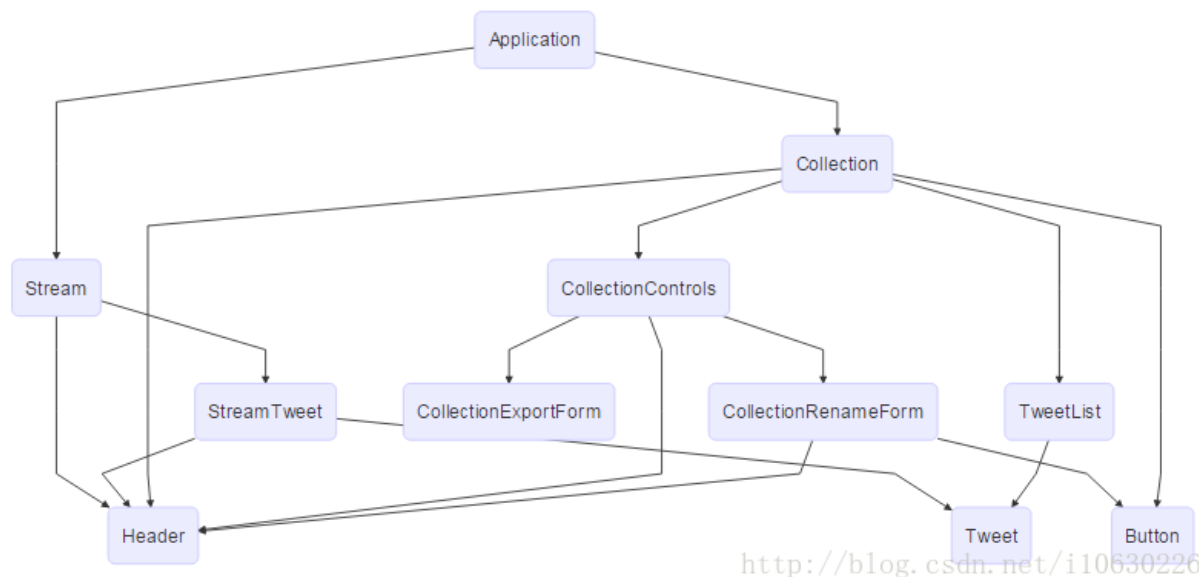 Application
Collection
Stream
CollectionControls
StreamTweet
CollectionExportForm
CollectionRenameForm
TweetList
Header
Tweet
Button
http://blog.csdn.net/i10630226